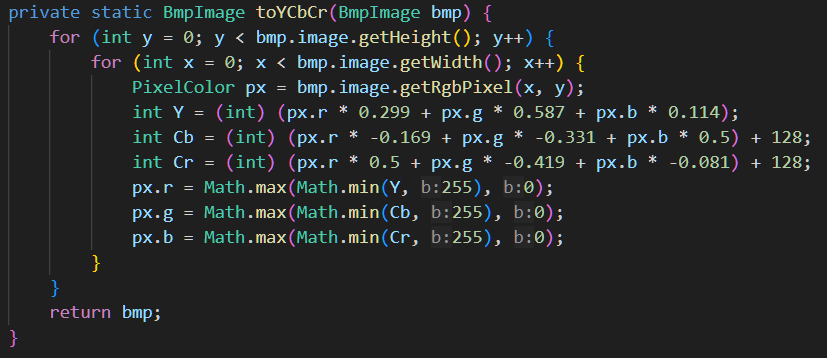 private static BmpImage toYCbCr(BmpImage bmp) {
    for (int y = 0; y < bmp.image.getHeight(); y++) {
        for (int x = 0; x < bmp.image.getWidth(); x++) {
            PixelColor px = bmp.image.getRgbPixel(x, y);
            int Y = (int) (px.r * 0.299 + px.g * 0.587 + px.b * 0.114);
            int Cb = (int) (px.r * -0.169 + px.g * -0.331 + px.b * 0.5) + 128;
            int Cr = (int) (px.r * 0.5 + px.g * -0.419 + px.b * -0.081) + 128;
            px.r = Math.max(Math.min(Y, b:255), b:0);
            px.g = Math.max(Math.min(Cb, b:255), b:0);
            px.b = Math.max(Math.min(Cr, b:255), b:0);
        }
    }
    return bmp;
}